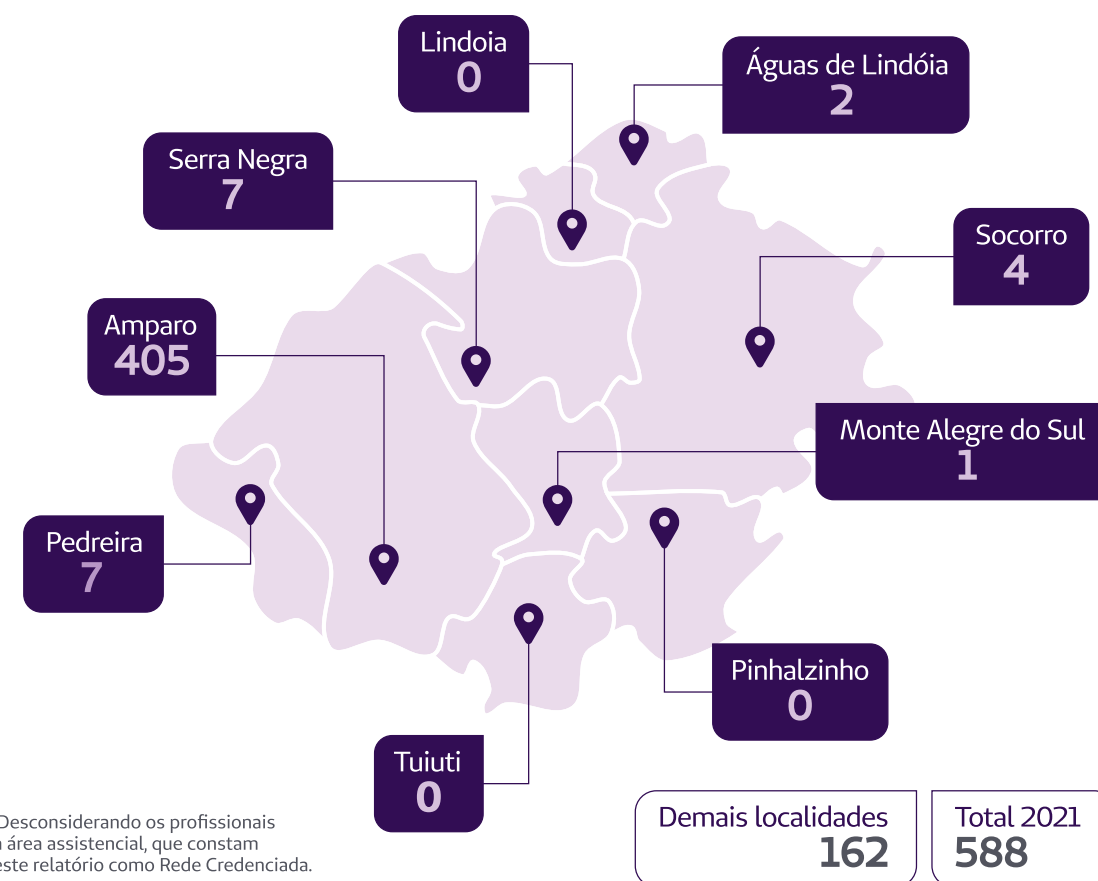 Lindoia
0
Águas de Lindóia
2
Serra Negra
7
Socorro
4
Amparo
405
Monte Alegre do Sul
1
Pedreira
7
Pinhalzinho
0
Tuiuti
0
Desconsiderando os profissionais
área assistencial, que constam
este relatório como Rede Credenciada.
Demais localidades
162
Total 2021
588